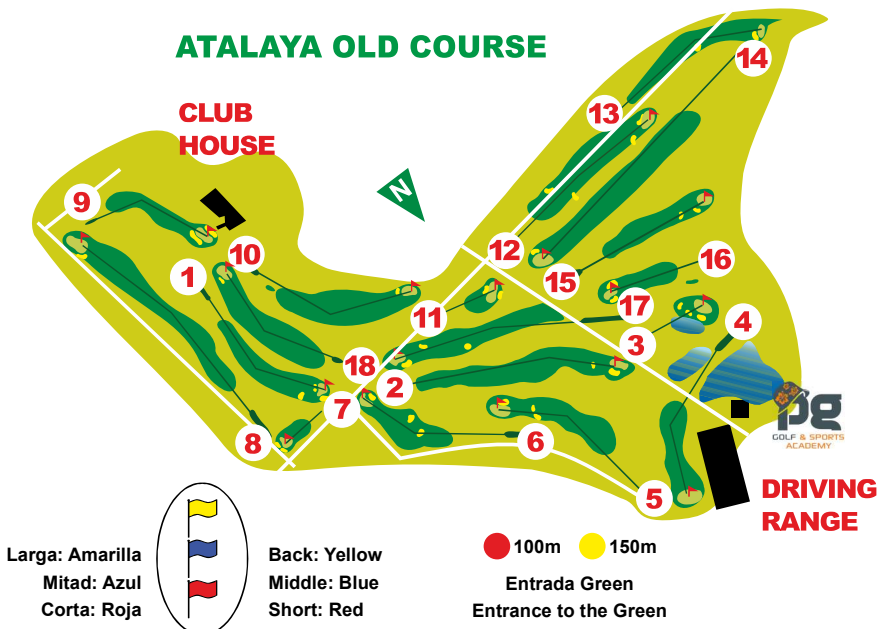 ATALAYA OLD COURSE
CLUB
HOUSE
N
14
13
9
12
10
15
16
1
17
11
4
3
18
2
7
8
6
5
pg
GOLF & SPORTS
ACADEMY
DRIVING
RANGE
Larga: Amarilla
Mitad: Azul
Corta: Roja
Back: Yellow
Middle: Blue
Short: Red
100m
150m
Entrada Green
Entrance to the Green